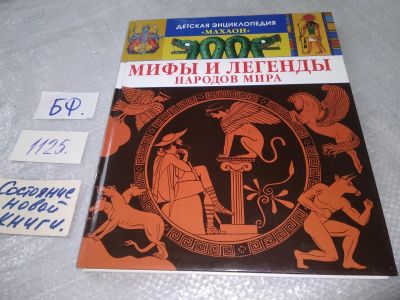 ДЕТСКАЯ ЭНЦИКЛОПЕДИЯ
«МАХАОН»
МИФЫ И ЛЕГЕНДЫ
НАРОДОВ МИРА
БФ.
1125.
Состояние
новой
книги.